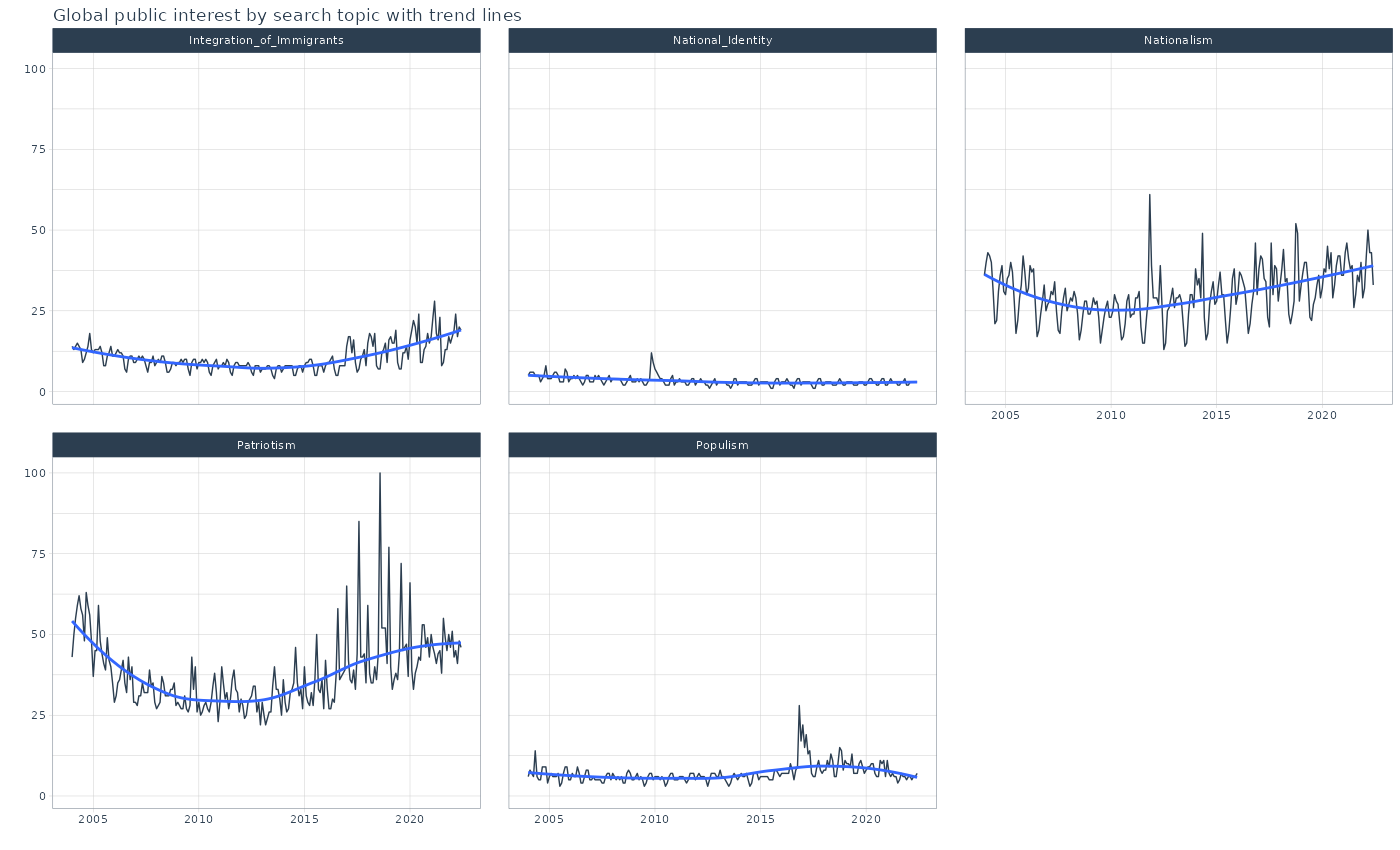 Global public interest by search topic with trend lines
Integration_of_Immigrants
National_Identity
Nationalism
100
75
50
25
0
2005 2010 2015 2020
Patriotism
Populism
100
75
50
25
0
2005 2010 2015 2020
2005 2010 2015 2020